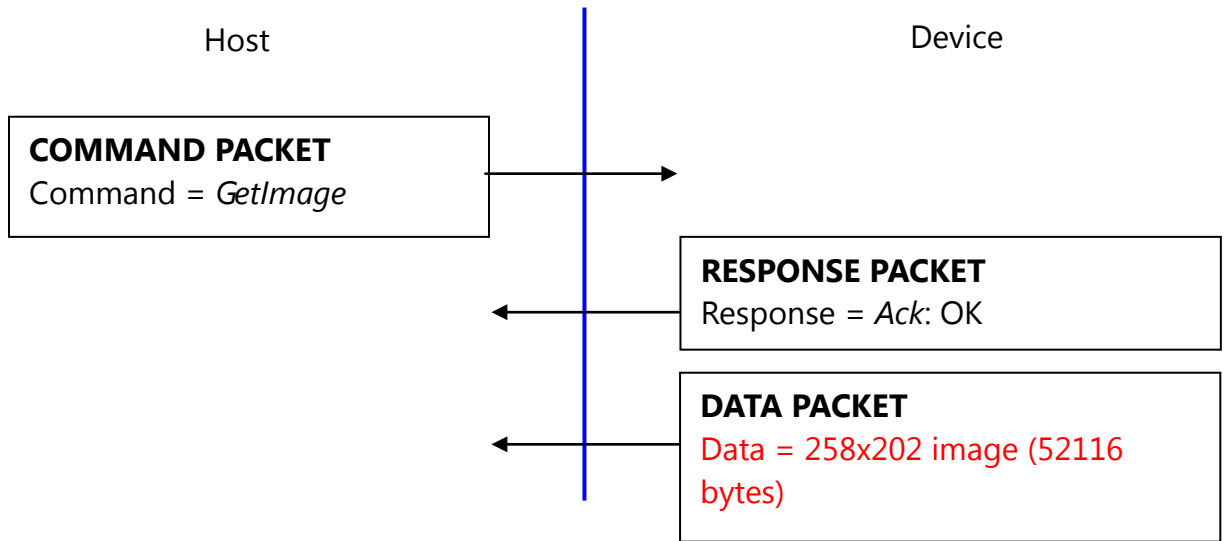 Host
Device
COMMAND PACKET
Command = GetImage
RESPONSE PACKET
Response = Ack: OK
DATA PACKET
Data = 258x202 image (52116
bytes)